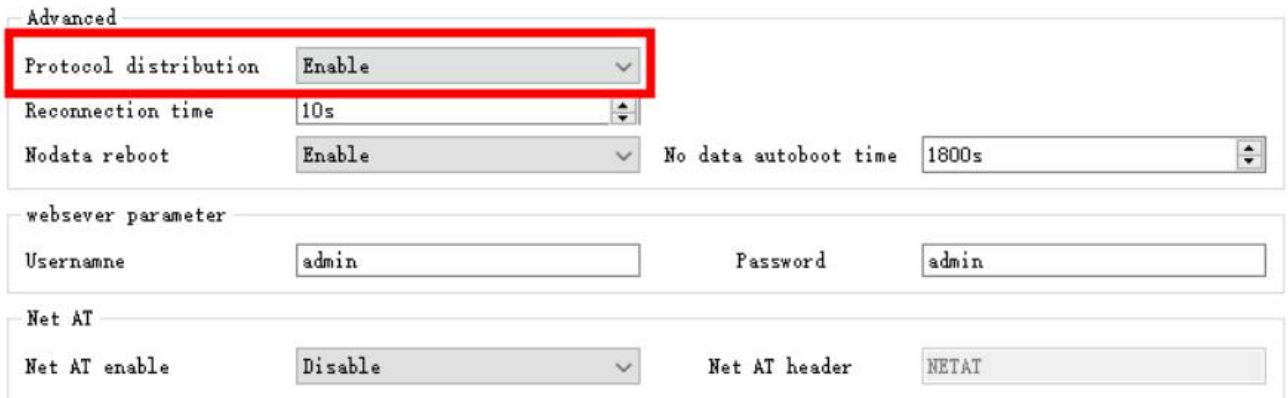 Advanced
Protocol distribution Enable
Reconnection time 10s
Nodata reboot Enable No data autoboot time 1800s
websever parameter
Usernamne admin Password admin
Net AT
Net AT enable Disable Net AT header NETAT